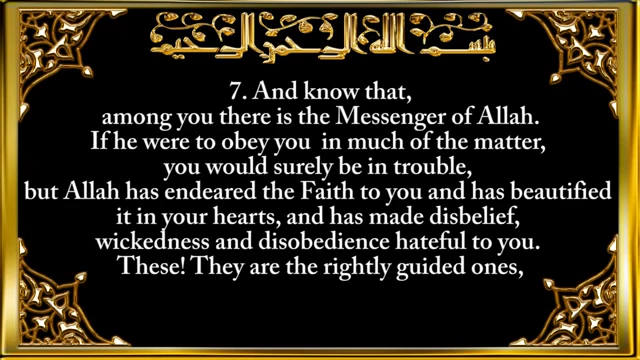 بسم الله الرحمن الرحيم
7. And know that,
among you there is the Messenger of Allah.
If he were to obey you in much of the matter,
you would surely be in trouble,
but Allah has endeared the Faith to you and has beautified
it in your hearts, and has made disbelief,
wickedness and disobedience hateful to you.
These! They are the rightly guided ones,